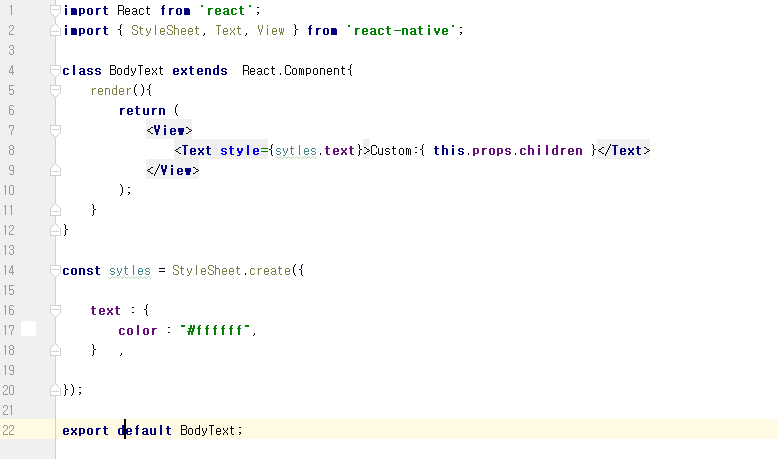 1 import React from 'react';
2 import { StyleSheet, Text, View } from 'react-native';
3
4 class BodyText extends  React.Component{
5     render(){
6         return (
7             <View>
8                 <Text style={sytles.text}>Custom:{ this.props.children }</Text>
9             </View>
10         );
11     }
12 }
13
14 const sytles = StyleSheet.create({
15
16     text : {
17         color : "#ffffff",
18     }   ,
19
20 });
21
22 export default BodyText;